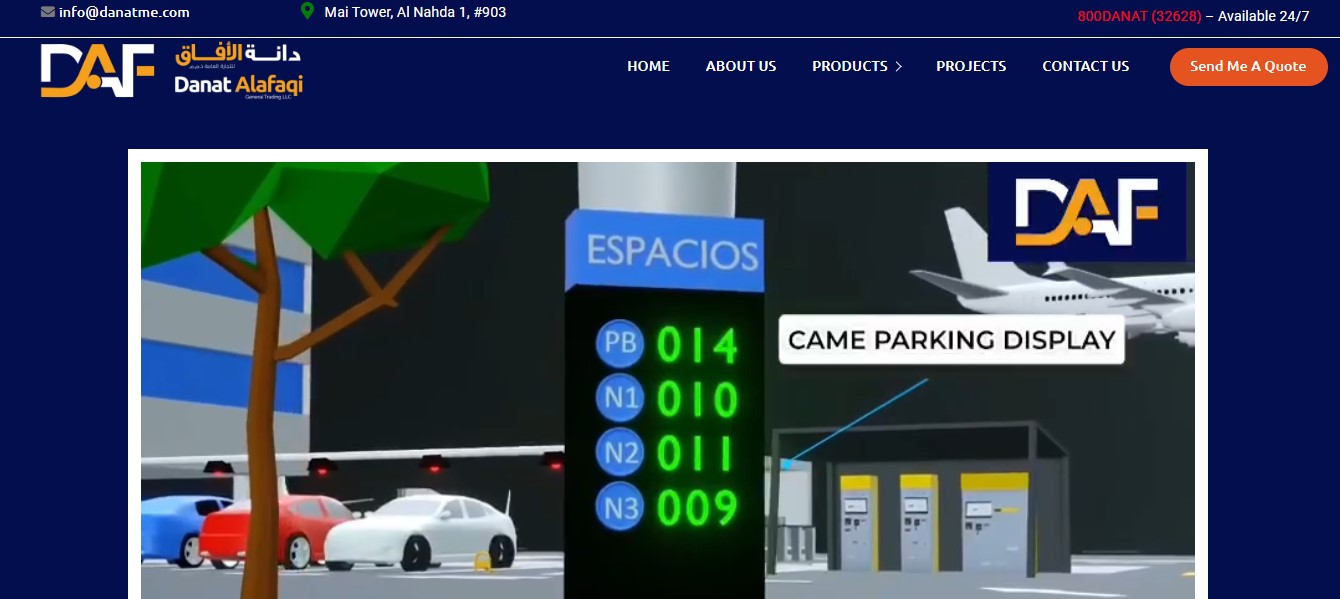 info@danatme.com
Mai Tower, Al Nahda 1, #903
800DANAT (32628) – Available 24/7
DAF
دانة الأفاق
للتجارة العامة ذ.م.م
Danat Alafaqi
General Trading LLC
HOME
ABOUT US
PRODUCTS
PROJECTS
CONTACT US
Send Me A Quote
DAF
ESPACIOS
CAME PARKING DISPLAY
PB 014
N1 010
N2 011
N3 009